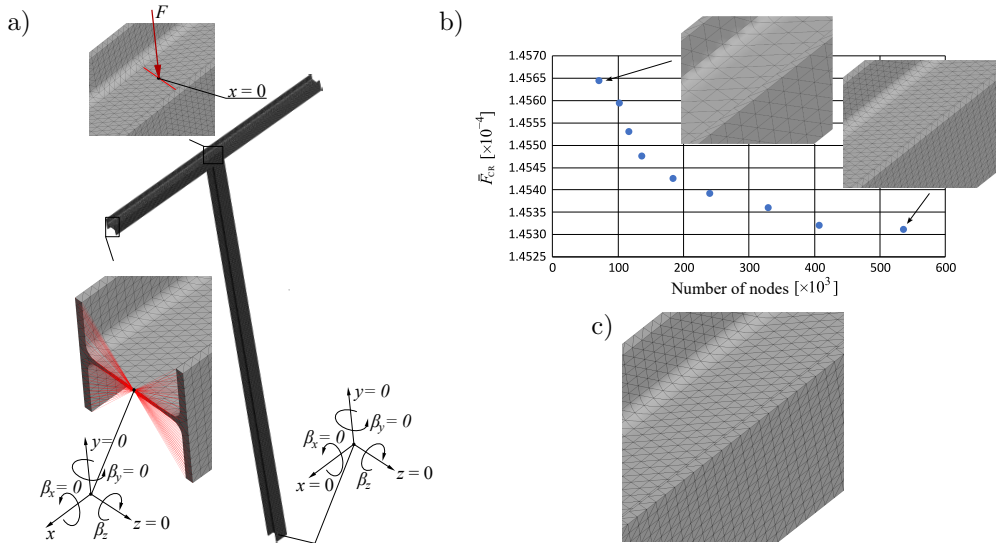 a)
F
x = 0
y = 0
β_y = 0
β_x = 0
x
β_z
z = 0
y = 0
β_y = 0
β_x = 0
x = 0
β_z
z = 0
b)
F̿_CR [×10⁻⁴]
1.4570
1.4565
1.4560
1.4555
1.4550
1.4545
1.4540
1.4535
1.4530
1.4525
0 100 200 300 400 500 600
Number of nodes [×10³]
c)